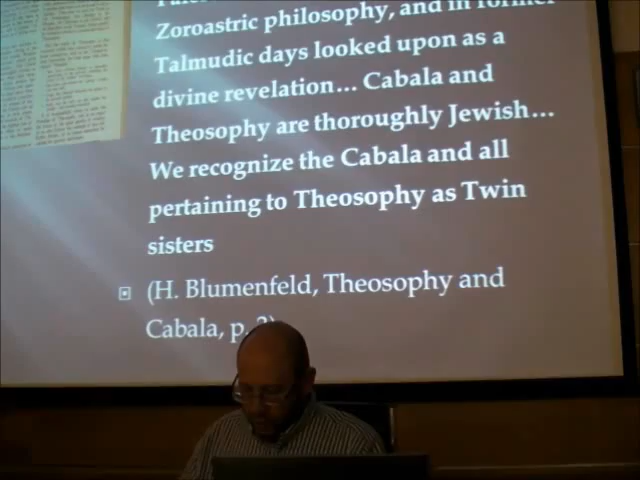 Zoroastric philosophy, and in former
Talmudic days looked upon as a
divine revelation... Cabala and
Theosophy are thoroughly Jewish...
We recognize the Cabala and all
pertaining to Theosophy as Twin
sisters
(H. Blumenfeld, Theosophy and
Cabala, p.